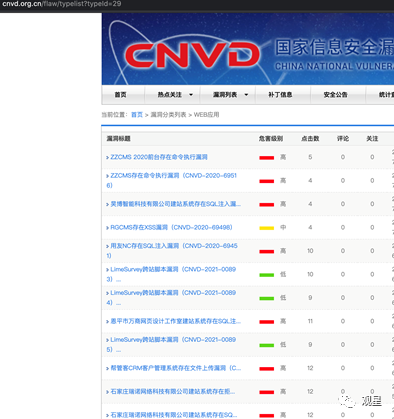 cnvd.org.cn/flaw/typelist?typeId=29
CNVD
国家信息安全漏
CHINA NATIONAL VULNERA
首页 热点关注 漏洞列表 补丁信息 安全公告 统计
当前位置：首页 > 漏洞分类列表 > WEB应用
漏洞标题 危害级别 点击数 评论 关注
ZZCMS 2020前台存在命令执行漏洞 高 5 0 0
ZZCMS存在命令执行漏洞（CNVD-2020-6951
6） 高 4 0 0
昊博智能科技有限公司建站系统存在SQL注入漏... 高 4 0 0
RGCMS存在XSS漏洞（CNVD-2020-69498） 中 4 0 0
用友NC存在SQL注入漏洞（CNVD-2020-6945
1） 高 10 0 0
LimeSurvey跨站脚本漏洞（CNVD-2021-0089
3）... 低 10 0 0
LimeSurvey跨站脚本漏洞（CNVD-2021-0089
4）... 低 9 0 0
恩平市万商网页设计工作室建站系统存在SQL注... 高 11 0 0
LimeSurvey跨站脚本漏洞（CNVD-2021-0089
5）... 低 9 0 0
帮管客CRM客户管理系统存在文件上传漏洞（C... 高 12 0 0
石家庄瑞诺网络科技有限公司建站系统存在拒... 高 12 0 0
石家庄瑞诺网络科技有限公司建站系统存在SQ... 高 12 0 0
观星